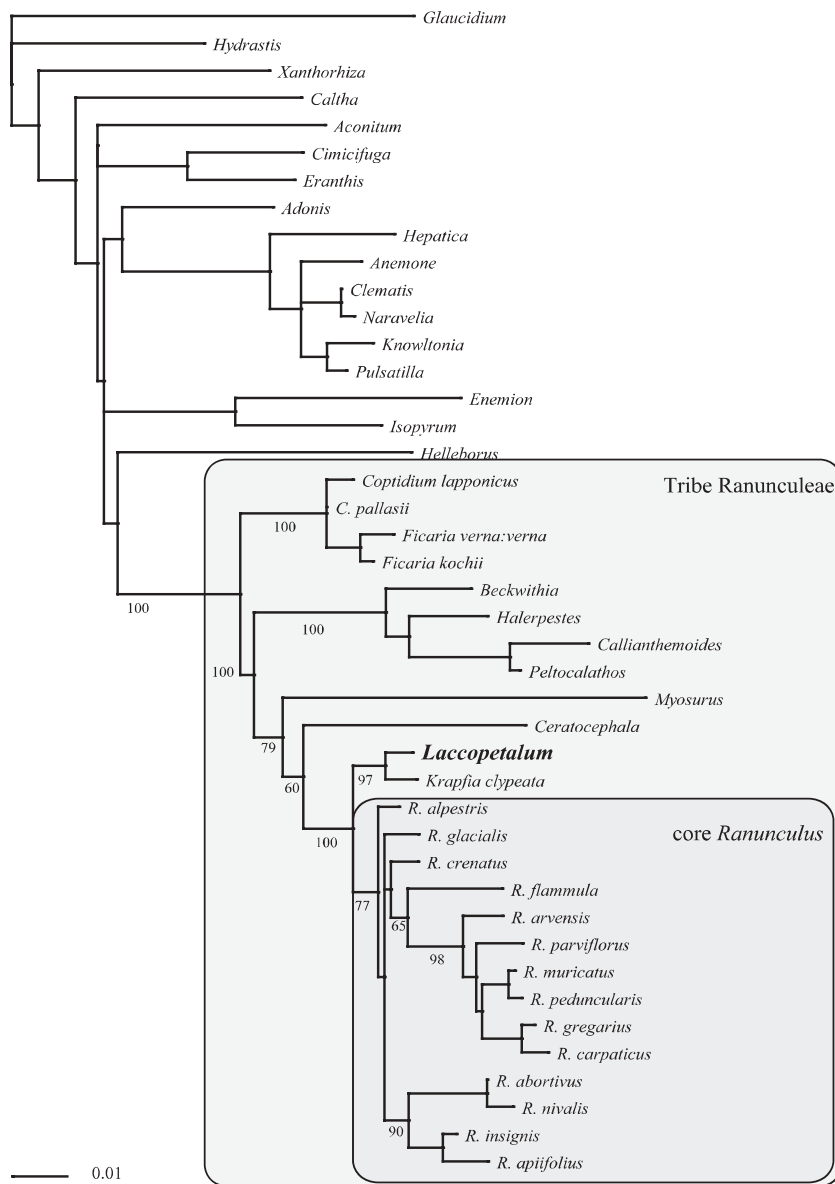 Glaucidium
Hydrastis
Xanthorhiza
Caltha
Aconitum
Cimicifuga
Eranthis
Adonis
Hepatica
Anemone
Clematis
Naravelia
Knowltonia
Pulsatilla
Enemion
Isopyrum
Helleborus
Coptidium lapponicus
Tribe Ranunculeae
C. pallasii
100
Ficaria verna:verna
Ficaria kochii
Beckwithia
100
Halerpestes
100
Callianthemoides
Peltocalathos
100
Myosurus
Ceratocephala
79
Laccopetalum
97
Krapfia clypeata
60
R. alpestris
core Ranunculus
R. glacialis
100
R. crenatus
R. flammula
77
R. arvensis
65
R. parviflorus
98
R. muricatus
R. peduncularis
R. gregarius
R. carpaticus
R. abortivus
R. nivalis
90
R. insignis
R. apiifolius
0.01